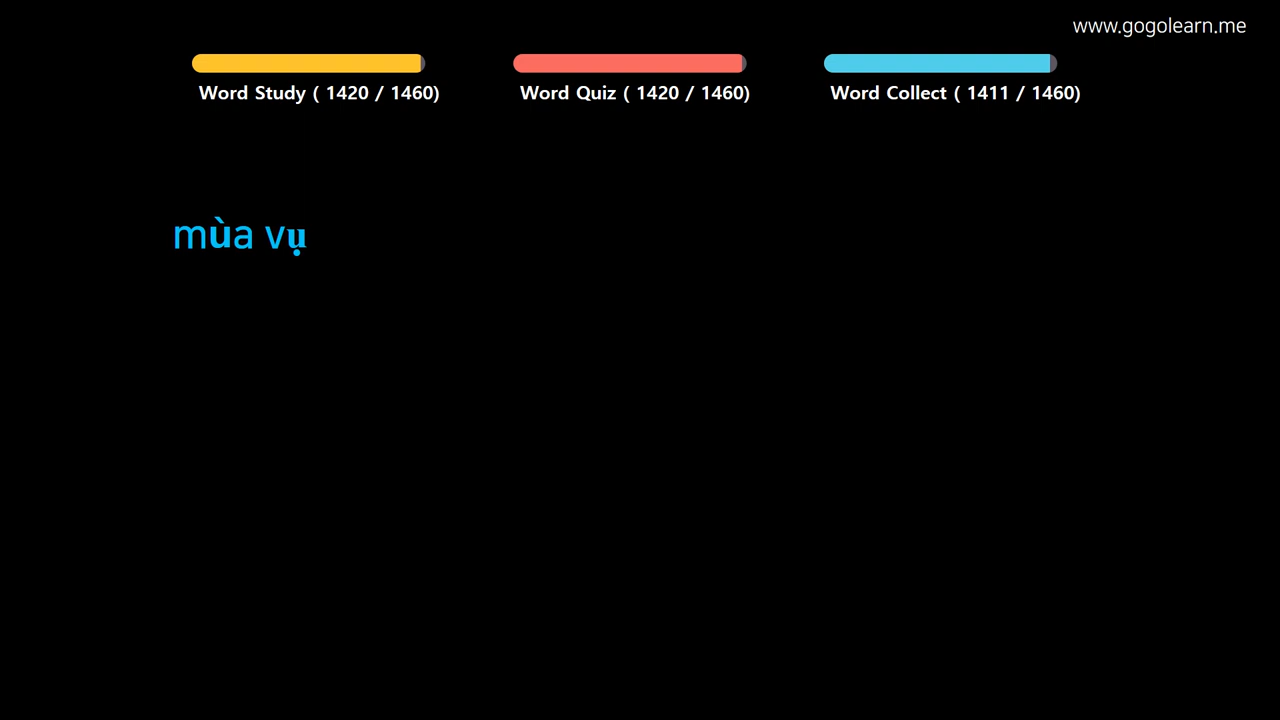 www.gogolearn.me
Word Study ( 1420 / 1460)
Word Quiz ( 1420 / 1460)
Word Collect ( 1411 / 1460)
mùa vụ